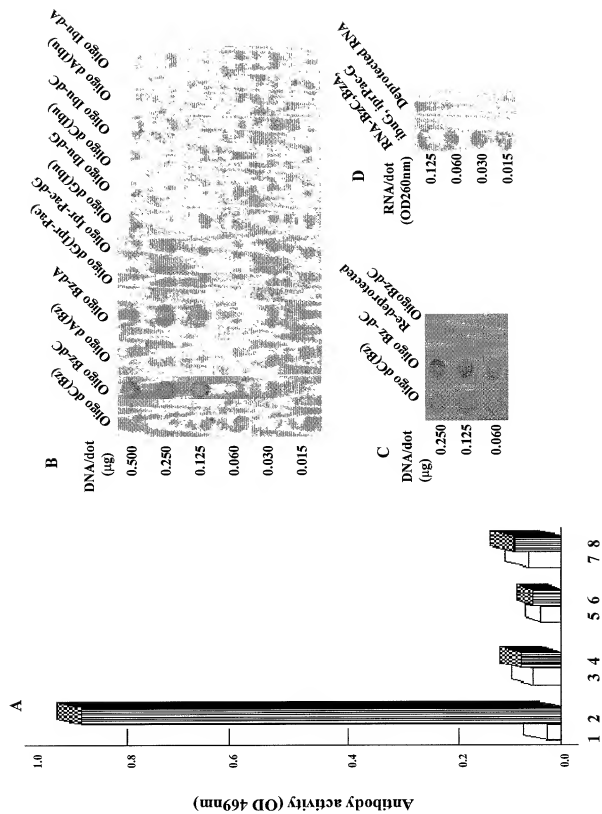 A
Antibody activity (OD 469nm)
1.0
0.8
0.6
0.4
0.2
0.0
1 2 3 4 5 6 7 8
B
DNA/dot
(µg)
Oligo dC(Bz)
Oligo Bz-dC
Oligo dA(Bz)
Oligo Bz-dA
Oligo dG(Ipr-Pac)
Oligo Ipr-Pac-dG
Oligo dG(Ibu)
Oligo Ibu-dG
Oligo dC(Ibu)
Oligo Ibu-dC
Oligo dA(Ibu)
Oligo Ibu-dA
0.500
0.250
0.125
0.060
0.030
0.015
C
DNA/dot
(µg)
Oligo dC(Bz)
Oligo Bz -dC
Re-deprotected
OligoBz-dC
0.250
0.125
0.060
D
RNA/dot
(OD260nm)
RNA-BzC,BzA,
ibuG, iprPac-G
Deprotected RNA
0.125
0.060
0.030
0.015